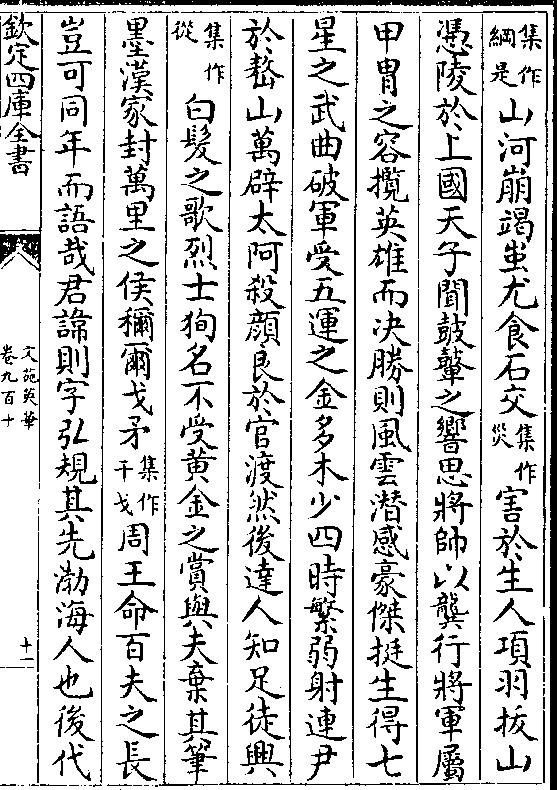 集作綱是山河崩竭蚩尤食石交集作災害於生人項羽拔山
憑陵於上國天子聞鼓鼙之響思將帥以龔行將軍屬
甲胄之容攬英雄而决勝則風雲潜感豪傑挺生得七
星之武曲破軍受五運之金多木少四時繁弱射連尹
於嶅山萬辟太阿殺顔良於官渡然後達人知足徒興
集作從白髮之歌烈士狥名不受黄金之賞與夫棄其筆
墨漢家封萬里之侯穪爾戈矛集作干戈周王命百夫之長
豈可同年而語哉君諱則字弘規其先渤海人也後代
欽定四庫全書
文苑英華
卷九百十
十一